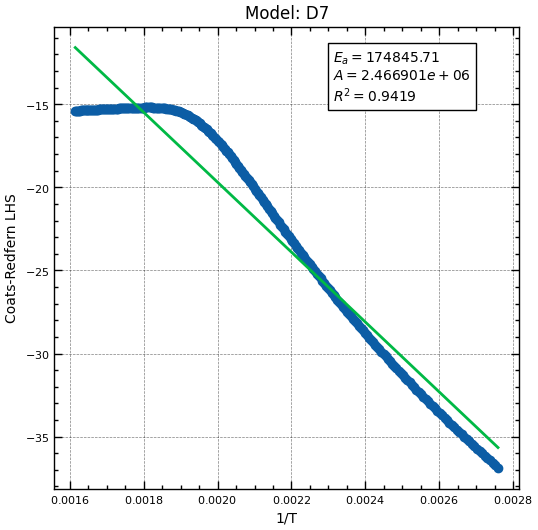 Model: D7
E_a = 174845.71
A = 2.466901e + 06
R² = 0.9419
Coats-Redfern LHS
−15
−20
−25
−30
−35
0.0016 0.0018 0.0020 0.0022 0.0024 0.0026 0.0028
1/T